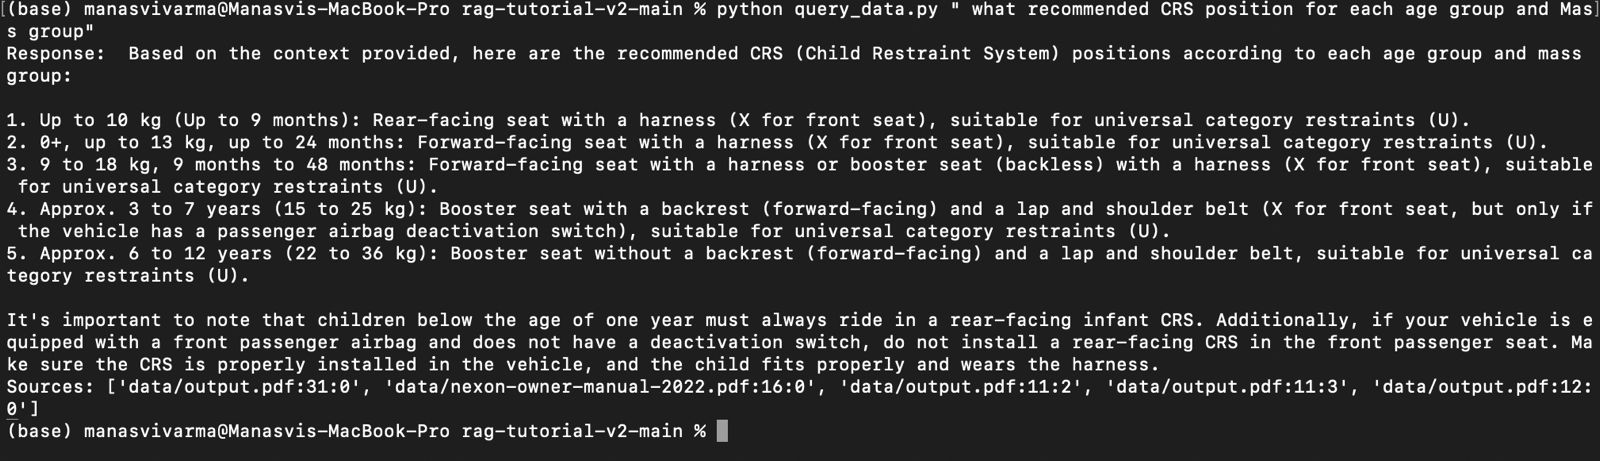 [(base) manasvivarma@Manasvis-MacBook-Pro rag-tutorial-v2-main % python query_data.py " what recommended CRS position for each age group and Mas]
s group"
Response:  Based on the context provided, here are the recommended CRS (Child Restraint System) positions according to each age group and mass
group:
1. Up to 10 kg (Up to 9 months): Rear-facing seat with a harness (X for front seat), suitable for universal category restraints (U).
2. 0+, up to 13 kg, up to 24 months: Forward-facing seat with a harness (X for front seat), suitable for universal category restraints (U).
3. 9 to 18 kg, 9 months to 48 months: Forward-facing seat with a harness or booster seat (backless) with a harness (X for front seat), suitable
 for universal category restraints (U).
4. Approx. 3 to 7 years (15 to 25 kg): Booster seat with a backrest (forward-facing) and a lap and shoulder belt (X for front seat, but only if
 the vehicle has a passenger airbag deactivation switch), suitable for universal category restraints (U).
5. Approx. 6 to 12 years (22 to 36 kg): Booster seat without a backrest (forward-facing) and a lap and shoulder belt, suitable for universal ca
tegory restraints (U).
It's important to note that children below the age of one year must always ride in a rear-facing infant CRS. Additionally, if your vehicle is e
quipped with a front passenger airbag and does not have a deactivation switch, do not install a rear-facing CRS in the front passenger seat. Ma
ke sure the CRS is properly installed in the vehicle, and the child fits properly and wears the harness.
Sources: ['data/output.pdf:31:0', 'data/nexon-owner-manual-2022.pdf:16:0', 'data/output.pdf:11:2', 'data/output.pdf:11:3', 'data/output.pdf:12:
0']
(base) manasvivarma@Manasvis-MacBook-Pro rag-tutorial-v2-main %